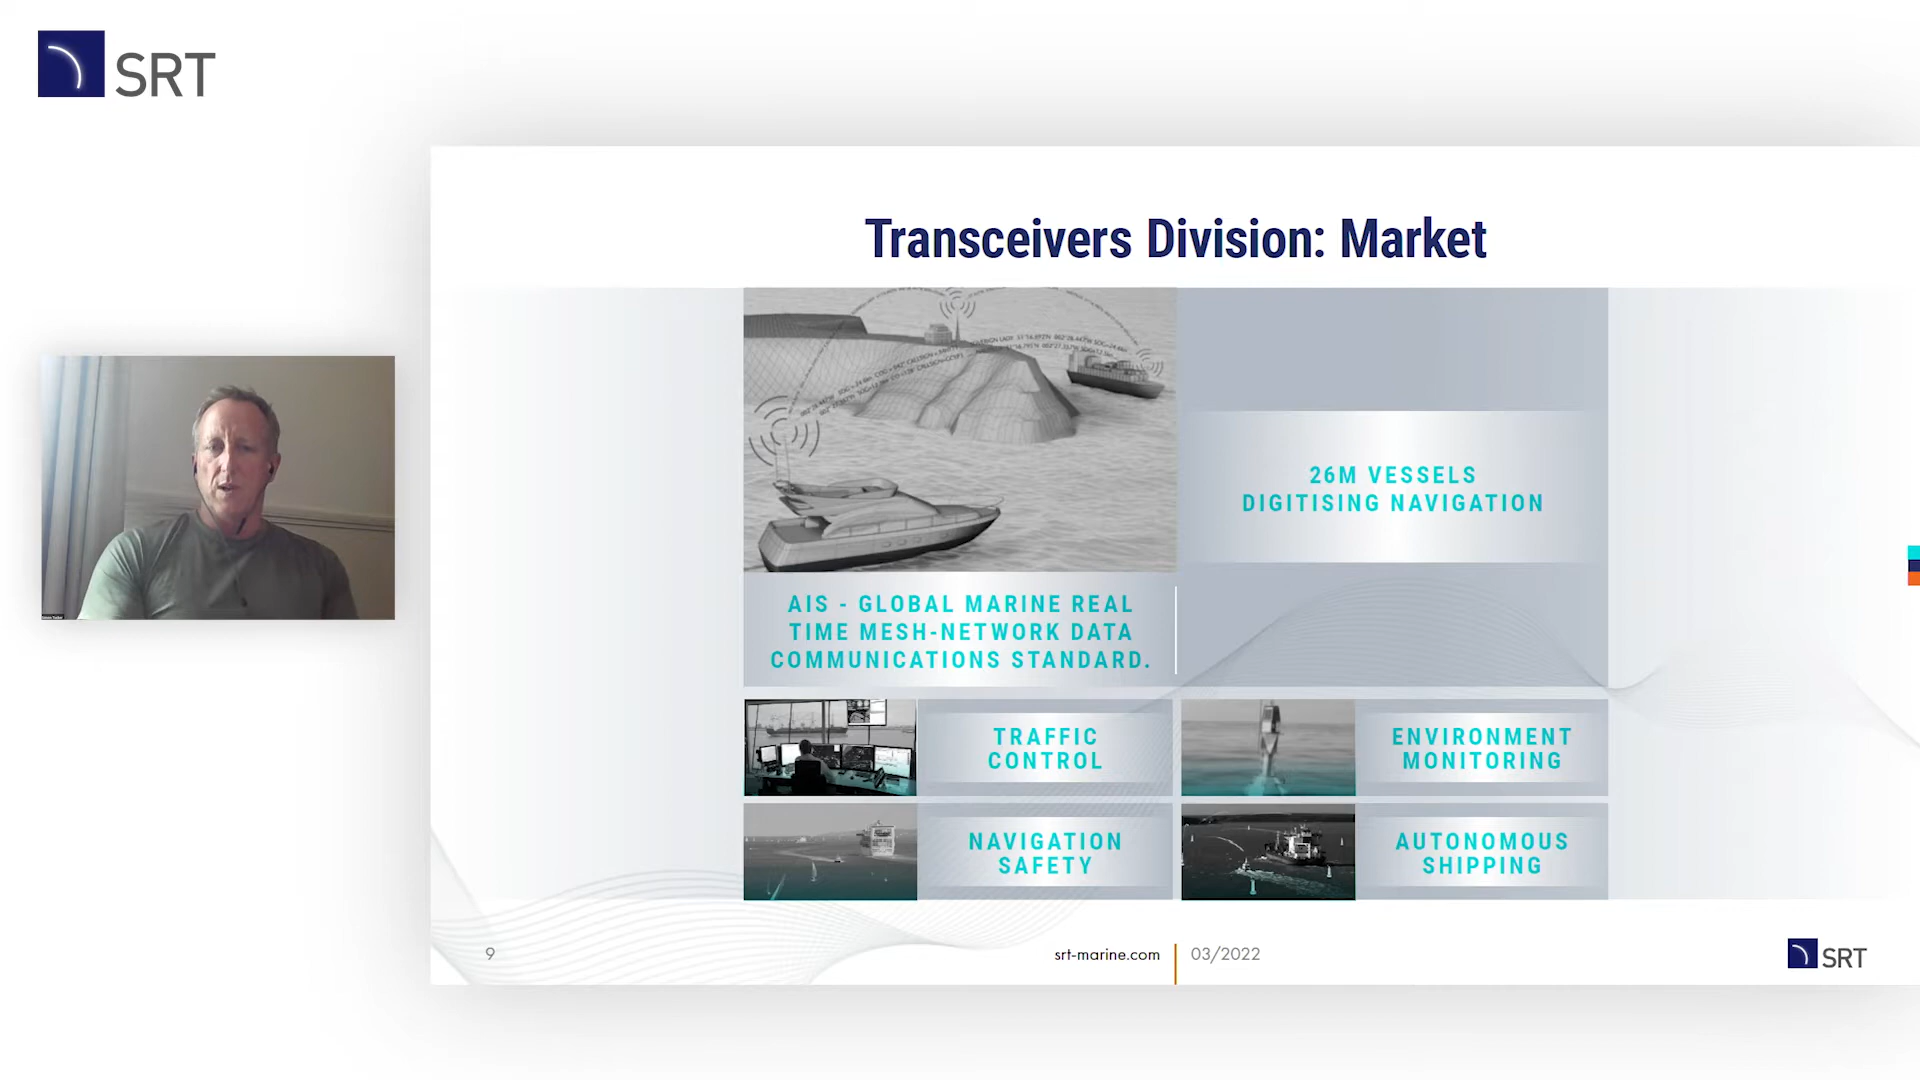 SRT
Transceivers Division: Market
26M VESSELS
DIGITISING NAVIGATION
AIS - GLOBAL MARINE REAL
TIME MESH-NETWORK DATA
COMMUNICATIONS STANDARD.
TRAFFIC
CONTROL
ENVIRONMENT
MONITORING
NAVIGATION
SAFETY
AUTONOMOUS
SHIPPING
9
srt-marine.com
03/2022
SRT